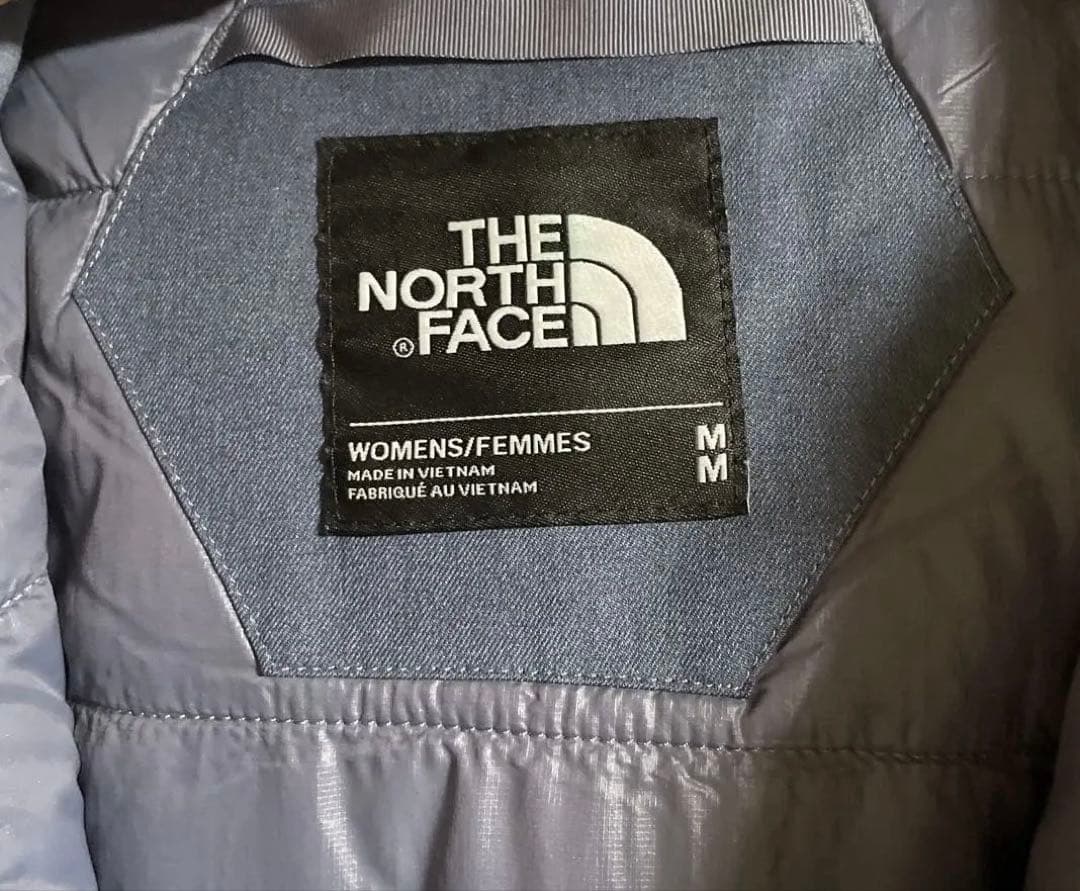 THE
NORTH
®FACE
WOMENS/FEMMES M
MADE IN VIETNAM M
FABRIQUÉ AU VIETNAM